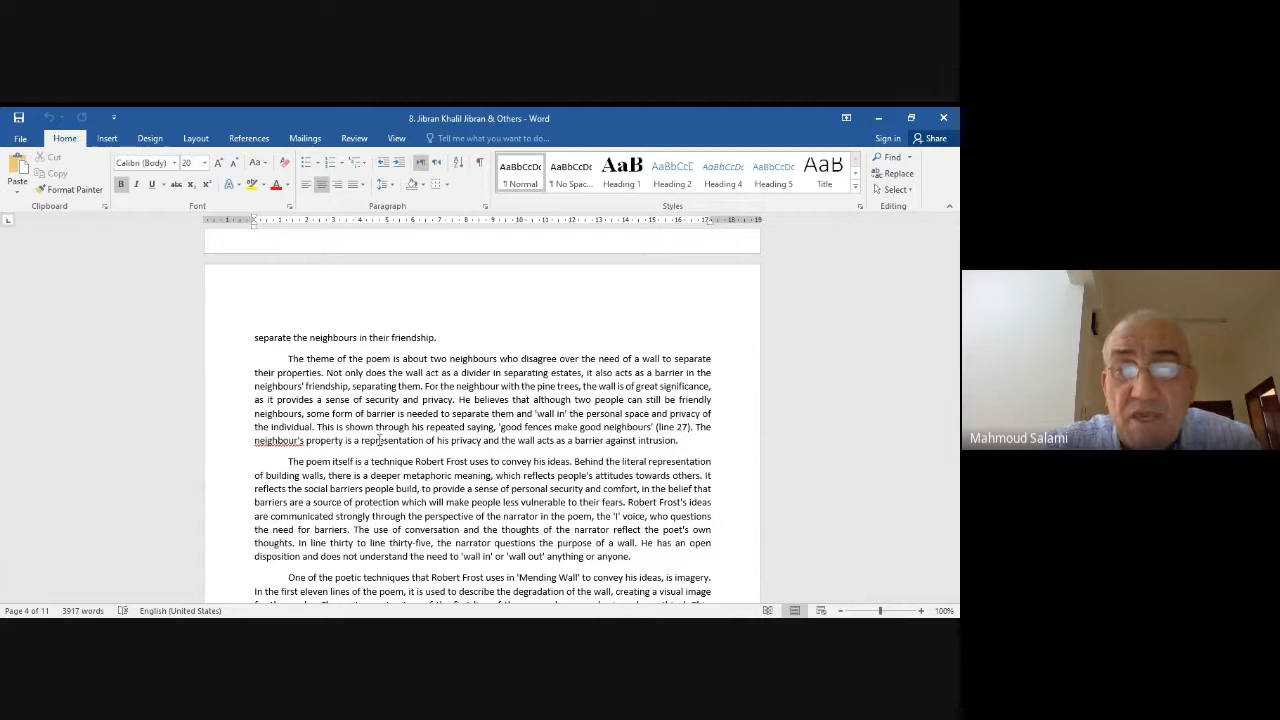 8. Jibran Khalil Jibran & Others - Word
File Home Insert Design Layout References Mailings Review View Tell me what you want to do... Sign in Share
Paste
Cut
Copy
Format Painter
Calibri (Body) 20
AaBbCcDc AaBbCcDc AaBbC AaBbCcC AaBbCcDc AaBbCcDc AaB
¶ Normal ¶ No Spac... Heading 1 Heading 2 Heading 4 Heading 5 Title
Find
Replace
Select
Clipboard Font Paragraph Styles Editing
separate the neighbours in their friendship.
The theme of the poem is about two neighbours who disagree over the need of a wall to separate
their properties. Not only does the wall act as a divider in separating estates, it also acts as a barrier in the
neighbours' friendship, separating them. For the neighbour with the pine trees, the wall is of great significance,
as it provides a sense of security and privacy. He believes that although two people can still be friendly
neighbours, some form of barrier is needed to separate them and 'wall in' the personal space and privacy of
the individual. This is shown through his repeated saying, 'good fences make good neighbours' (line 27). The
neighbour's property is a representation of his privacy and the wall acts as a barrier against intrusion.
The poem itself is a technique Robert Frost uses to convey his ideas. Behind the literal representation
of building walls, there is a deeper metaphoric meaning, which reflects people's attitudes towards others. It
reflects the social barriers people build, to provide a sense of personal security and comfort, in the belief that
barriers are a source of protection which will make people less vulnerable to their fears. Robert Frost's ideas
are communicated strongly through the perspective of the narrator in the poem, the 'I' voice, who questions
the need for barriers. The use of conversation and the thoughts of the narrator reflect the poet's own
thoughts. In line thirty to line thirty-five, the narrator questions the purpose of a wall. He has an open
disposition and does not understand the need to 'wall in' or 'wall out' anything or anyone.
One of the poetic techniques that Robert Frost uses in 'Mending Wall' to convey his ideas, is imagery.
In the first eleven lines of the poem, it is used to describe the degradation of the wall, creating a visual image
Page 4 of 11 3917 words English (United States) 100%
Mahmoud Salami